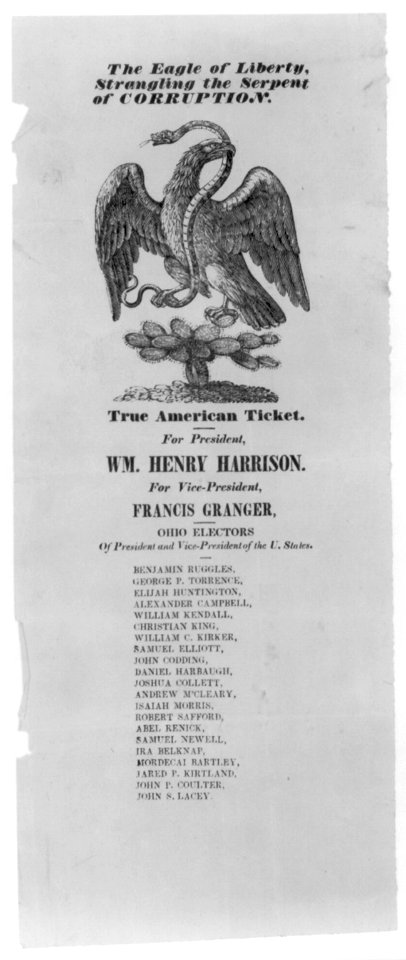 The Eagle of Liberty,
Strangling the Serpent
of CORRUPTION.
True American Ticket.
For President,
WM. HENRY HARRISON.
For Vice-President,
FRANCIS GRANGER,
OHIO ELECTORS
Of President and Vice-President of the U. States.
BENJAMIN RUGGLES,
GEORGE P. TORRENCE,
ELIJAH HUNTINGTON,
ALEXANDER CAMPBELL,
WILLIAM KENDALL,
CHRISTIAN KING,
WILLIAM C. KIRKER,
SAMUEL ELLIOTT,
JOHN CODDING,
DANIEL HARBAUGH,
JOSHUA COLLETT,
ANDREW McCLEARY,
ISAIAH MORRIS,
ROBERT SAFFORD,
ABEL RENICK,
SAMUEL NEWELL,
IRA BELKNAP,
MORDECAI BARTLEY,
JARED P. KIRTLAND,
JOHN P. COULTER,
JOHN S. LACEY.